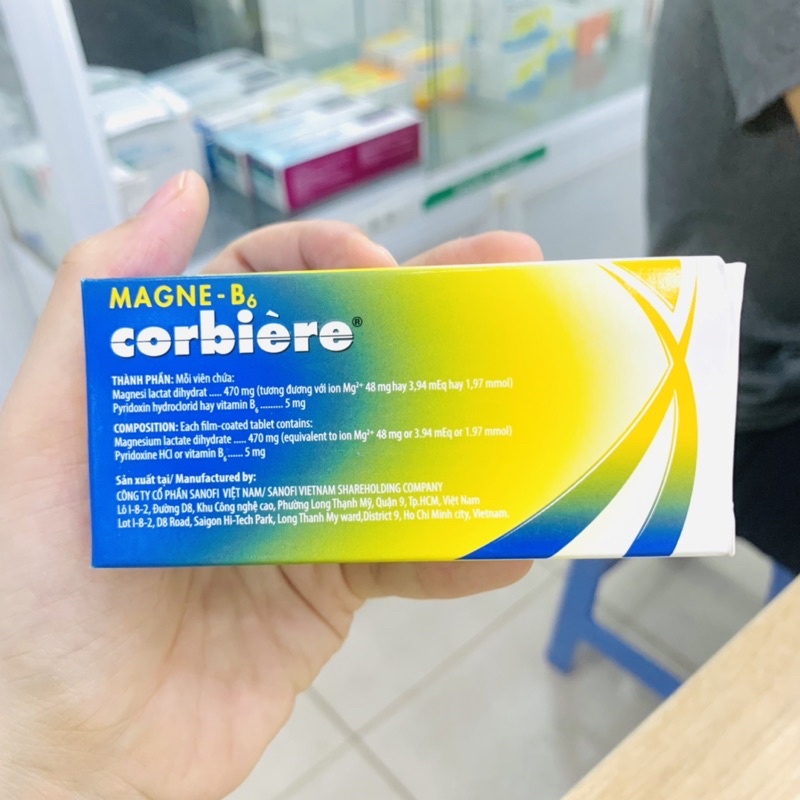 MAGNE - B6
corbière®
THÀNH PHẦN: Mỗi viên chứa:
Magnesi lactat dihydrat ..... 470 mg (tương đương với ion Mg²⁺ 48 mg hay 3,94 mEq hay 1,97 mmol)
Pyridoxin hydroclorid hay vitamin B₆ ......... 5 mg
COMPOSITION: Each film-coated tablet contains:
Magnesium lactate dihydrate ..... 470 mg (equivalent to ion Mg²⁺ 48 mg or 3.94 mEq or 1.97 mmol)
Pyridoxine HCl or vitamin B₆...... 5 mg
Sản xuất tại/ Manufactured by:
CÔNG TY CỔ PHẦN SANOFI VIỆT NAM/ SANOFI VIETNAM SHAREHOLDING COMPANY
Lô I-8-2, Đường D8, Khu Công nghệ cao, Phường Long Thạnh Mỹ, Quận 9, Tp.HCM, Việt Nam
Lot I-8-2, D8 Road, Saigon Hi-Tech Park, Long Thanh My ward,District 9, Ho Chi Minh city, Vietnam.